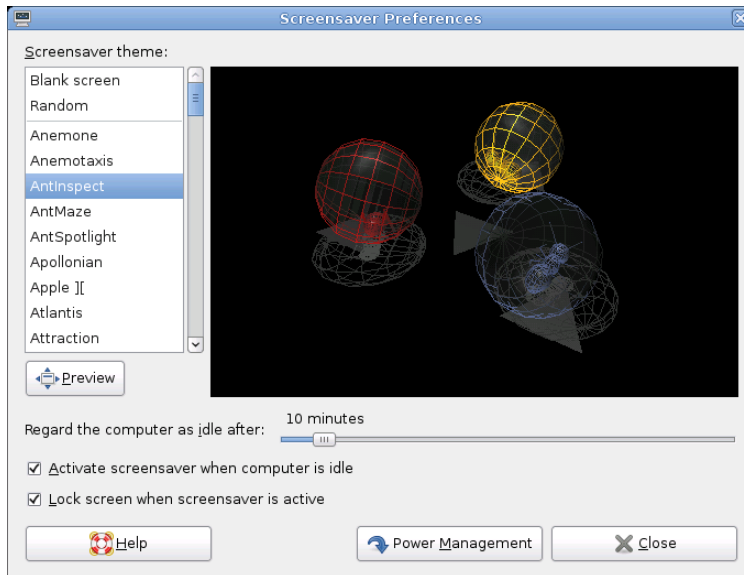 Screensaver Preferences
Screensaver theme:
Blank screen
Random
Anemone
Anemotaxis
AntInspect
AntMaze
AntSpotlight
Apollonian
Apple ][
Atlantis
Attraction
Preview
10 minutes
Regard the computer as idle after:
Activate screensaver when computer is idle
Lock screen when screensaver is active
Help
Power Management
Close